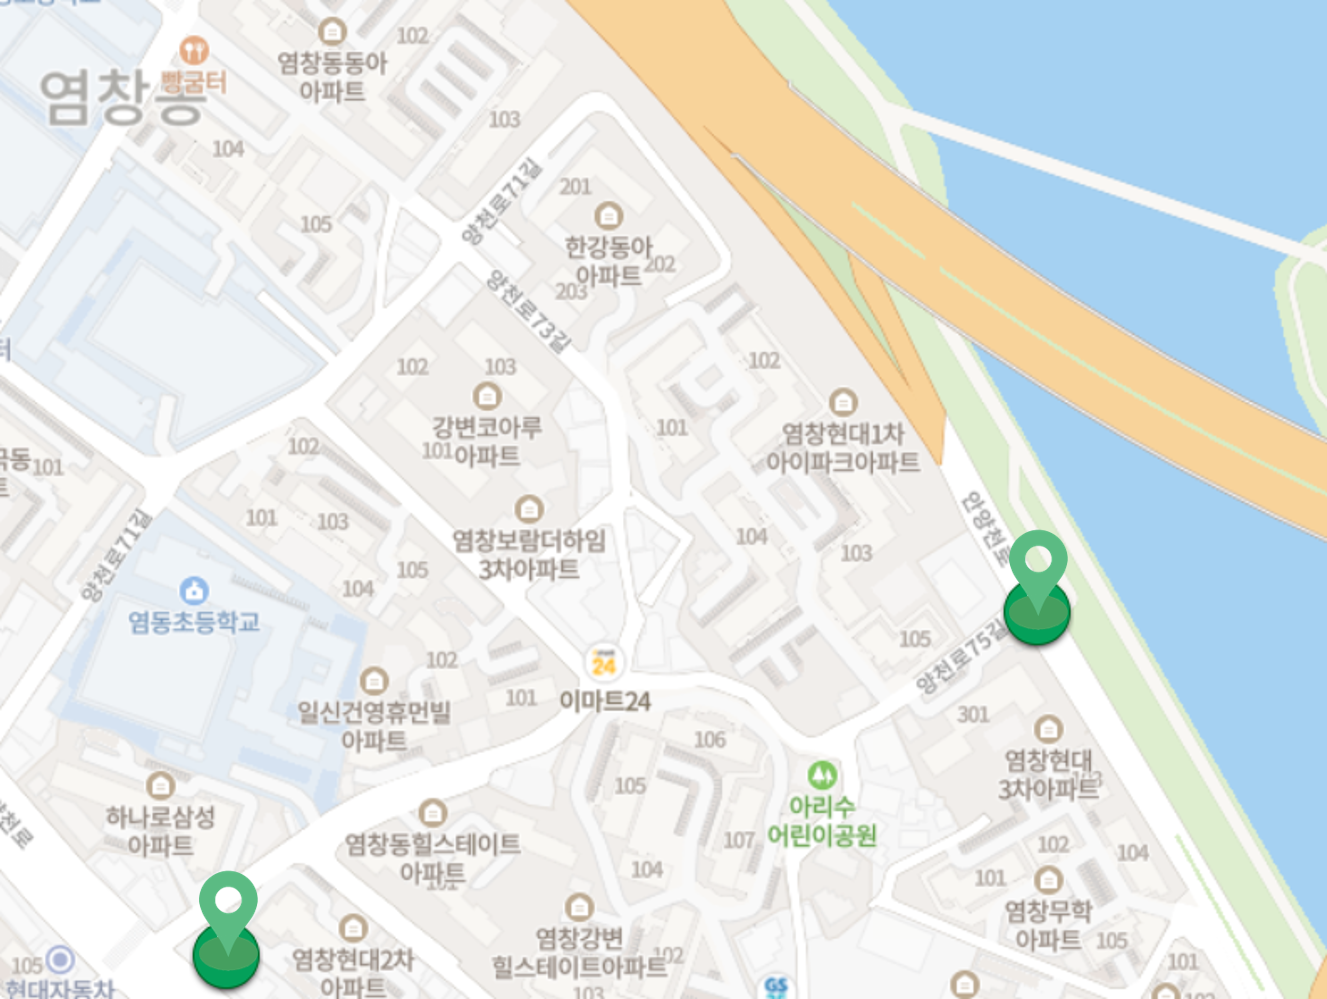 102
염창동동아
아파트
빵굼터
염창동
103
104
105
양천로71길
201
한강동아
아파트
202
203
양천로73길
102
103
강변코아루
101
아파트
102
101
염창현대1차
아이파크아파트
101
102
101
103
104
105
염창보람더하임
3차아파트
104
103
안양천로
양천로71길
염동초등학교
105
양천로75길
102
101
24
이마트24
일신건영휴먼빌
아파트
301
염창현대
3차아파트
106
105
107
104
아리수
어린이공원
하나로삼성
아파트
양천로
염창동힐스테이트
아파트
102
104
101
염창무학
아파트
105
101
염창강변
힐스테이트아파트
102
103
염창현대2차
아파트
105
현대자동차
GS